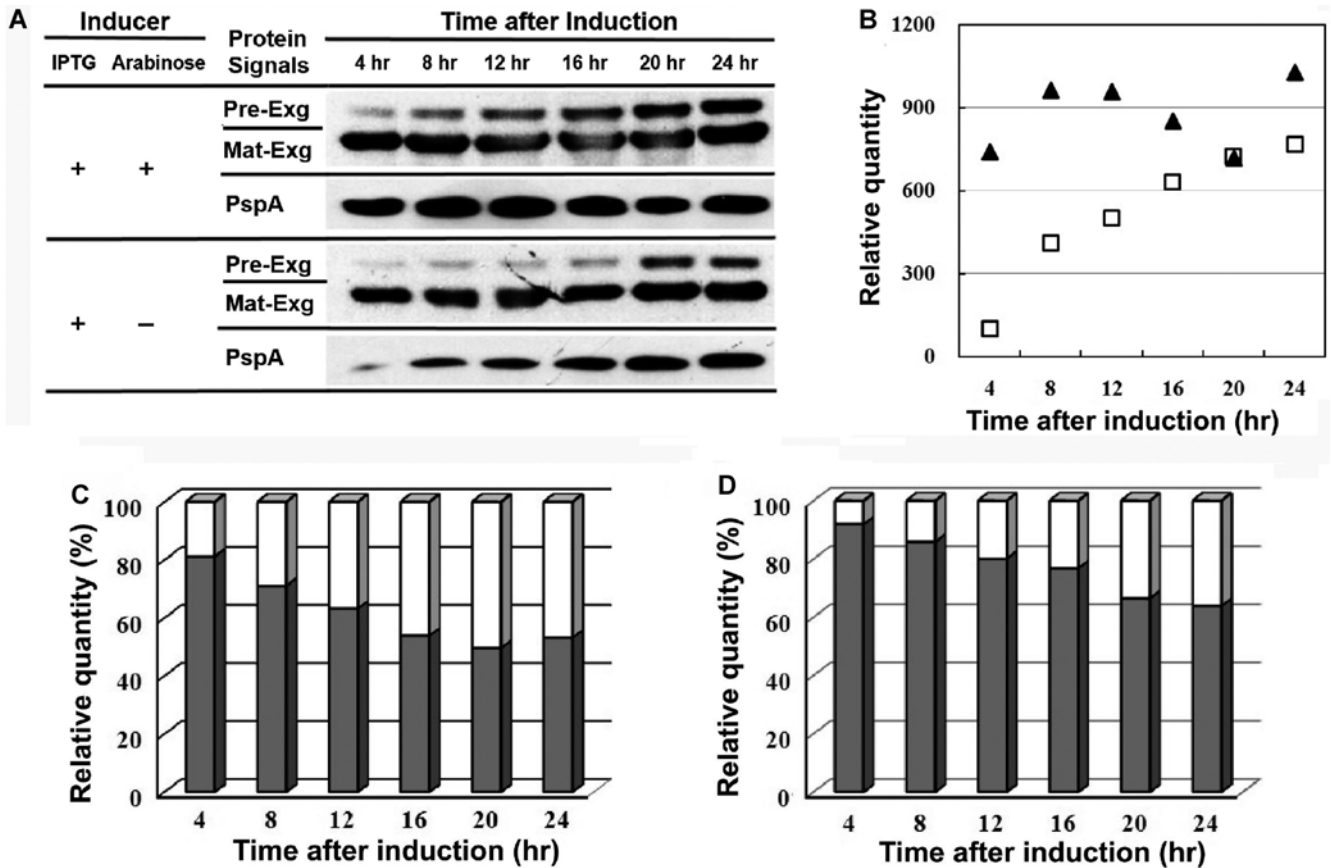 A
Inducer
Protein Signals
Time after Induction
IPTG Arabinose
4 hr 8 hr 12 hr 16 hr 20 hr 24 hr
Pre-Exg
Mat-Exg
+ +
PspA
Pre-Exg
Mat-Exg
+ –
PspA
B
Relative quantity
1200
900
600
300
0
4 8 12 16 20 24
Time after induction (hr)
C
Relative quantity (%)
100
80
60
40
20
0
4 8 12 16 20 24
Time after induction (hr)
D
Relative quantity (%)
100
80
60
40
20
0
4 8 12 16 20 24
Time after induction (hr)